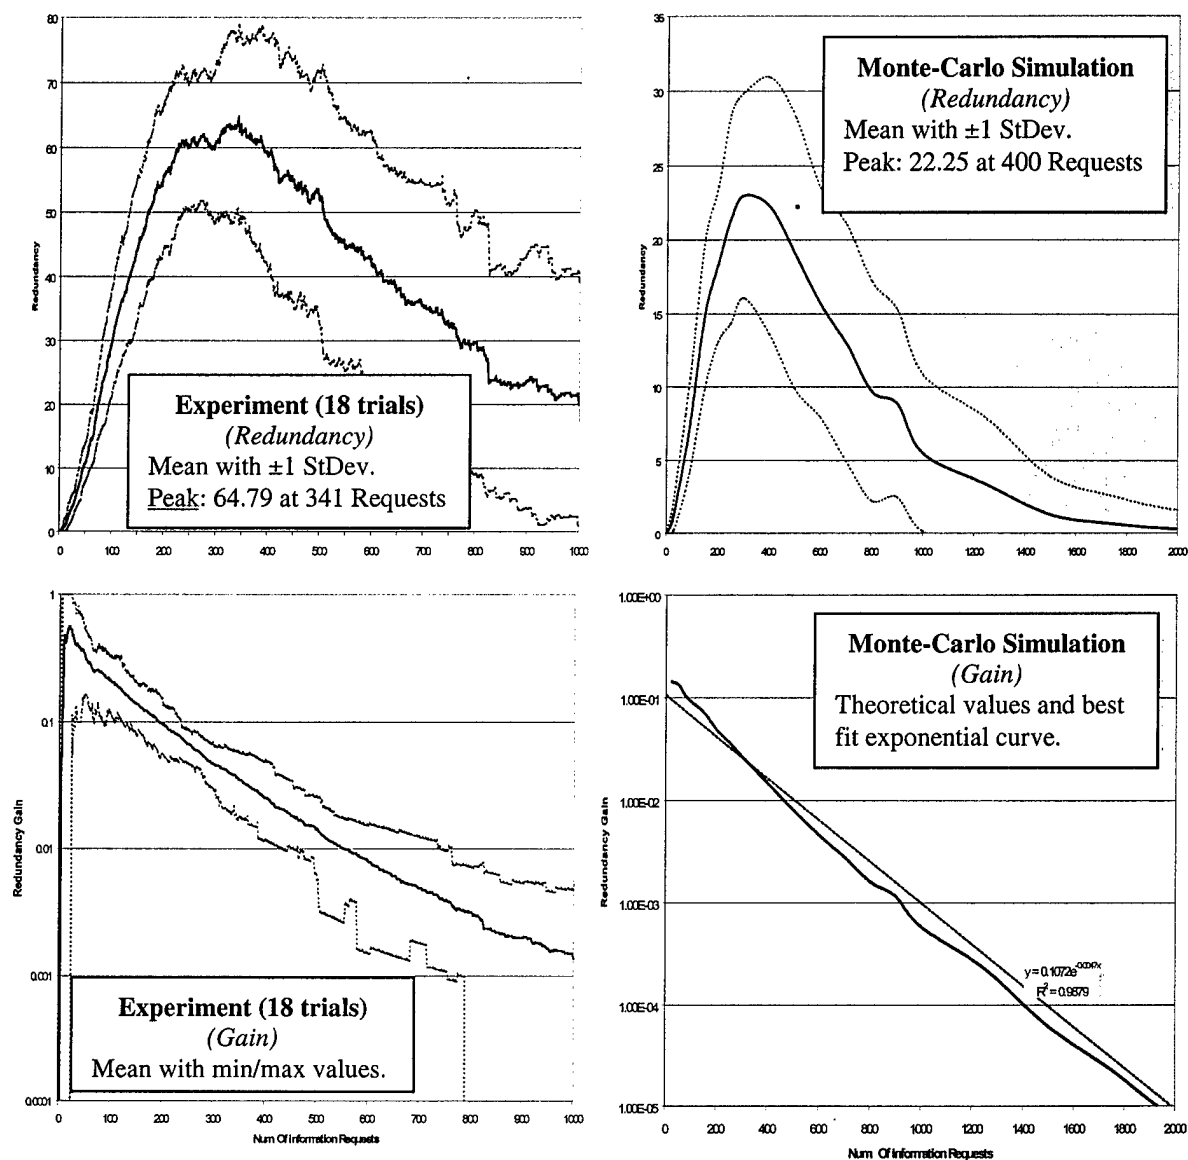 80
70
60
50
40
30
20
10
0
Redundancy
0 100 200 300 400 500 600 700 800 900 1000
Experiment (18 trials)
(Redundancy)
Mean with ±1 StDev.
Peak: 64.79 at 341 Requests
35
30
25
20
15
10
5
0
Redundancy
0 200 400 600 800 1000 1200 1400 1600 1800 2000
Monte-Carlo Simulation
(Redundancy)
Mean with ±1 StDev.
Peak: 22.25 at 400 Requests
1
0.1
0.01
0.001
0.0001
Redundancy Gain
0 100 200 300 400 500 600 700 800 900 1000
Num Of Information Requests
Experiment (18 trials)
(Gain)
Mean with min/max values.
1.00E+00
1.00E-01
1.00E-02
1.00E-03
1.00E-04
1.00E-05
Redundancy Gain
0 200 400 600 800 1000 1200 1400 1600 1800 2000
Num Of Information Requests
Monte-Carlo Simulation
(Gain)
Theoretical values and best
fit exponential curve.
y = 0.1072e
R² = 0.9879